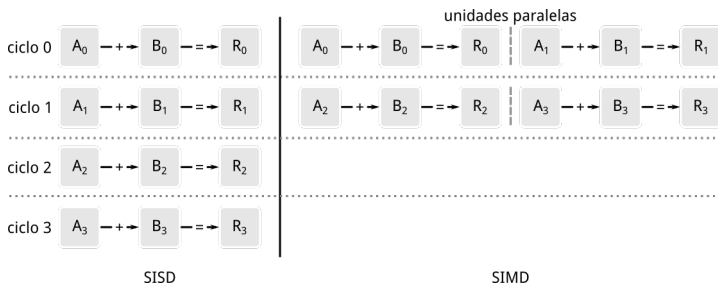 unidades paralelas
ciclo 0 A₀ + B₀ = R₀ A₀ + B₀ = R₀ A₁ + B₁ = R₁
ciclo 1 A₁ + B₁ = R₁ A₂ + B₂ = R₂ A₃ + B₃ = R₃
ciclo 2 A₂ + B₂ = R₂
ciclo 3 A₃ + B₃ = R₃
SISD SIMD